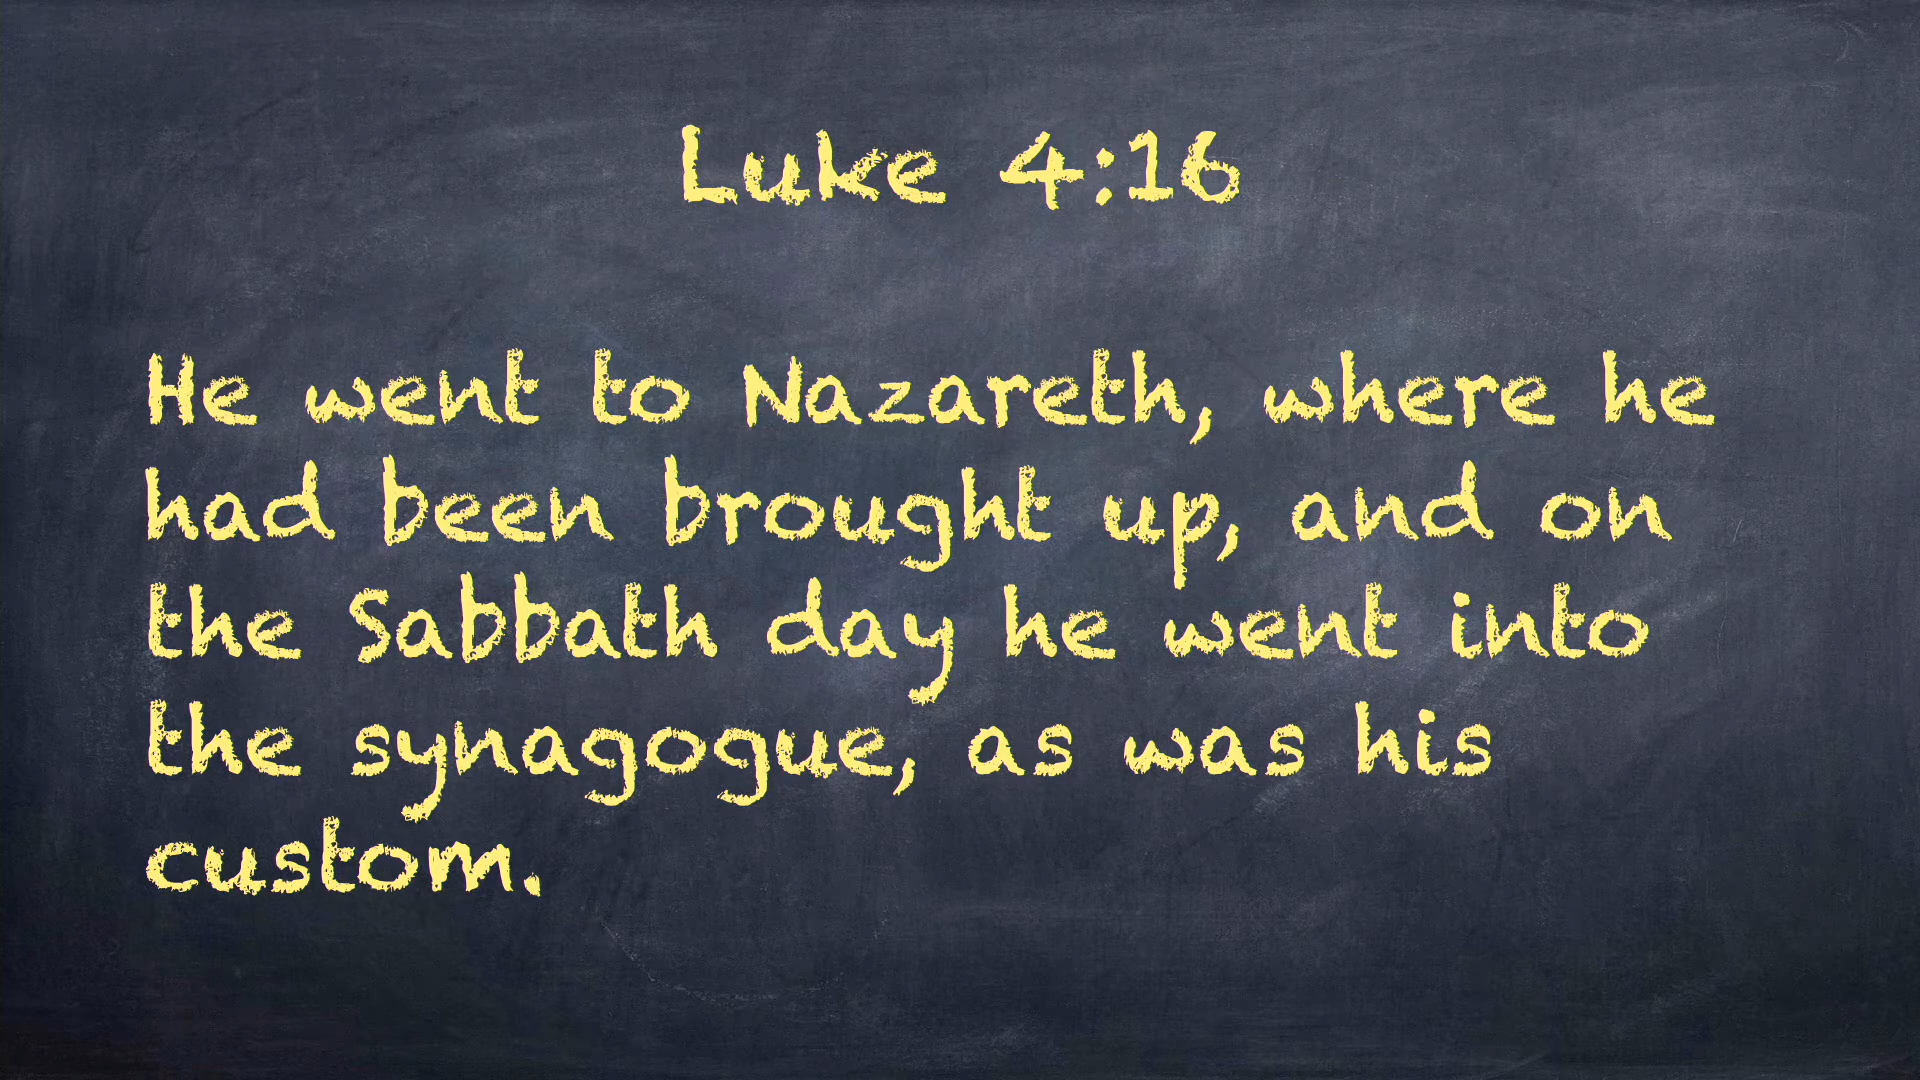 Luke 4:16
He went to Nazareth, where he
had been brought up, and on
the Sabbath day he went into
the synagogue, as was his
custom.